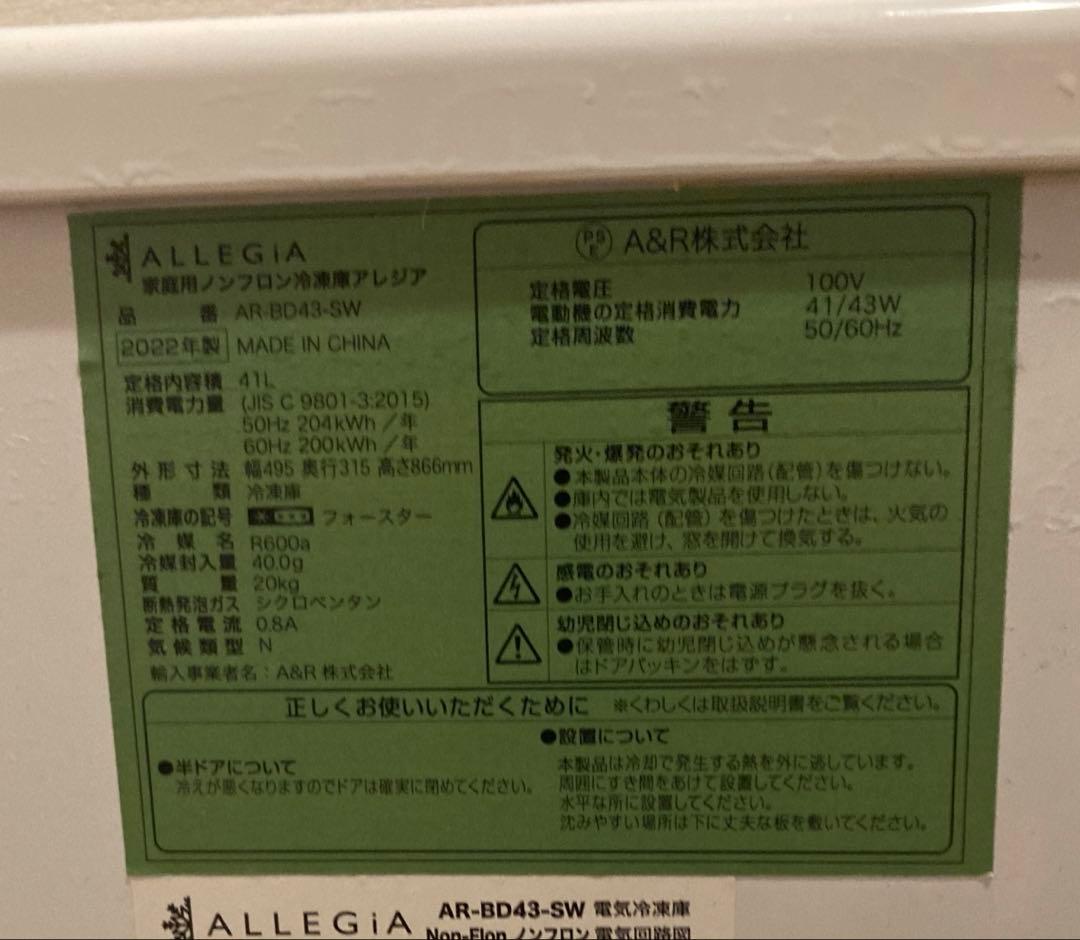 ALLEGiA
家庭用ノンフロン冷凍庫アレジア
品番 AR-BD43-SW
2022年製 MADE IN CHINA
定格内容積 41L
消費電力量 (JIS C 9801-3:2015)
50Hz 204kWh/年
60Hz 200kWh/年
外形寸法 幅495 奥行315 高さ866mm
種類 冷凍庫
冷凍庫の記号 フォースター
冷媒名 R600a
冷媒封入量 40.0g
質量 20kg
断熱発泡ガス シクロペンタン
定格電流 0.8A
気候類型 N
輸入事業者名:A&R 株式会社
PSE A&R株式会社
定格電圧 100V
電動機の定格消費電力 41/43W
定格周波数 50/60Hz
警告
発火・爆発のおそれあり
●本製品本体の冷媒回路(配管)を傷つけない。
●庫内では電気製品を使用しない。
●冷媒回路(配管)を傷つけたときは、火気の
使用を避け、窓を開けて換気する。
感電のおそれあり
●お手入れのときは電源プラグを抜く。
幼児閉じ込めのおそれあり
●保管時に幼児閉じ込めが懸念される場合
はドアパッキンをはずす。
正しくお使いいただくために ※くわしくは取扱説明書をご覧ください。
●半ドアについて
冷えが悪くなりますのでドアは確実に閉めてください。
●設置について
本製品は冷却で発生する熱を外に逃しています。
周囲にすき間をあけて設置してください。
水平な所に設置してください。
沈みやすい場所は下に丈夫な板を敷いてください。
ALLEGiA
AR-BD43-SW 電気冷凍庫
Non-Flon ノンフロン 電気回路図